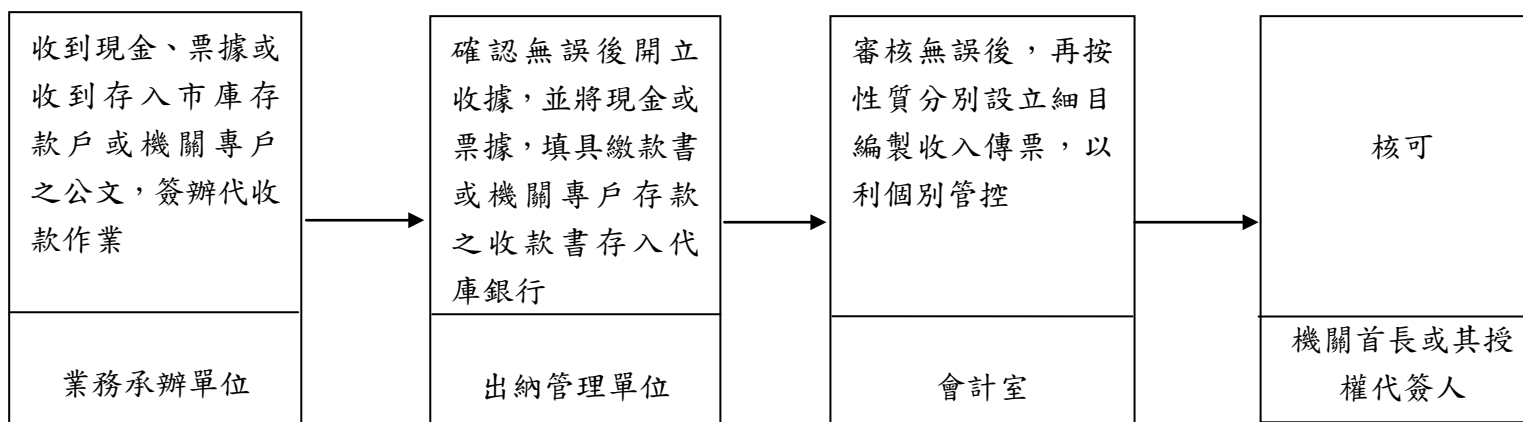 收到現金、票據或
收到存入市庫存
款戶或機關專戶
之公文，簽辦代收
款作業
業務承辦單位
確認無誤後開立
收據，並將現金或
票據，填具繳款書
或機關專戶存款
之收款書存入代
庫銀行
出納管理單位
審核無誤後，再按
性質分別設立細目
編製收入傳票，以
利個別管控
會計室
核可
機關首長或其授
權代簽人